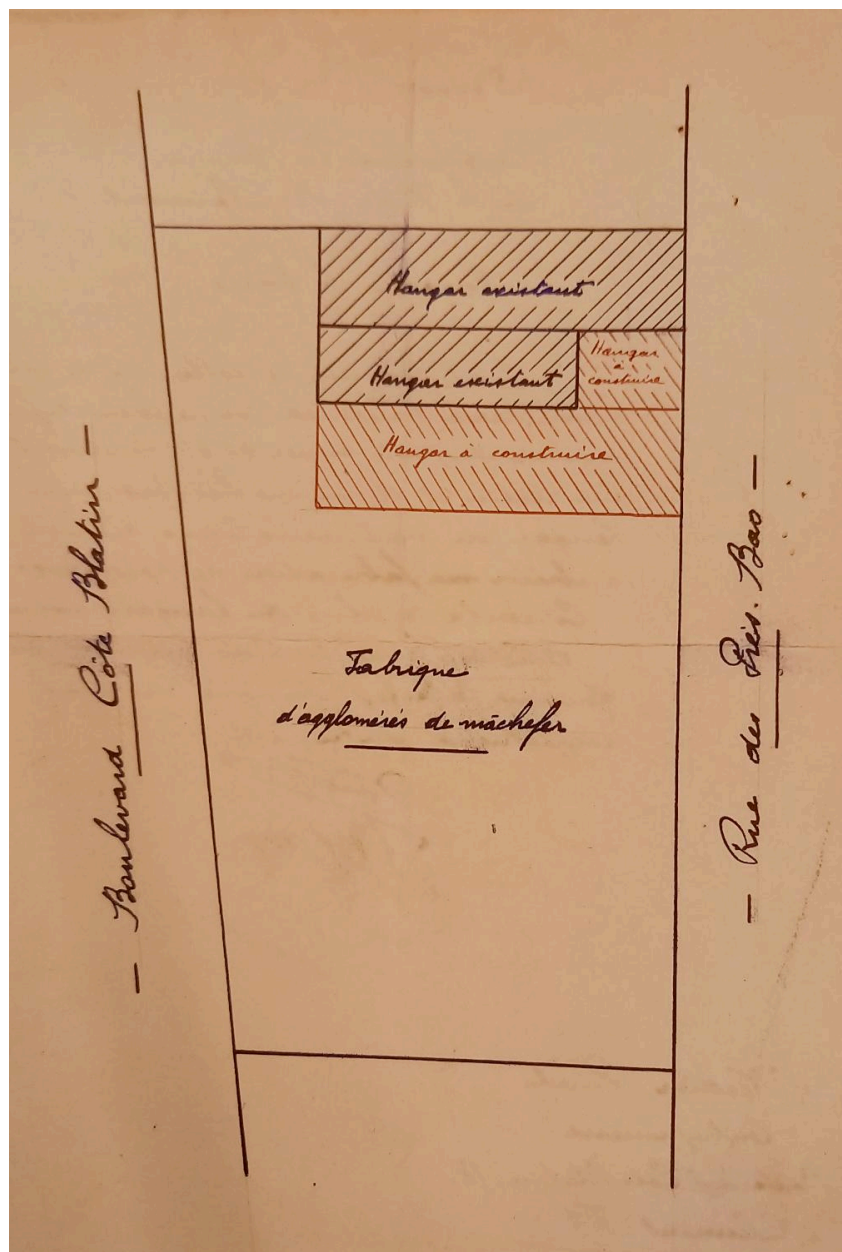 Hangar existant
Hangar existant
Hangar
à
construire
Hangar à construire
— Boulevard Côte Blatin —
— Rue des Prés. Bas —
Fabrique
d'agglomérés de mâchefer